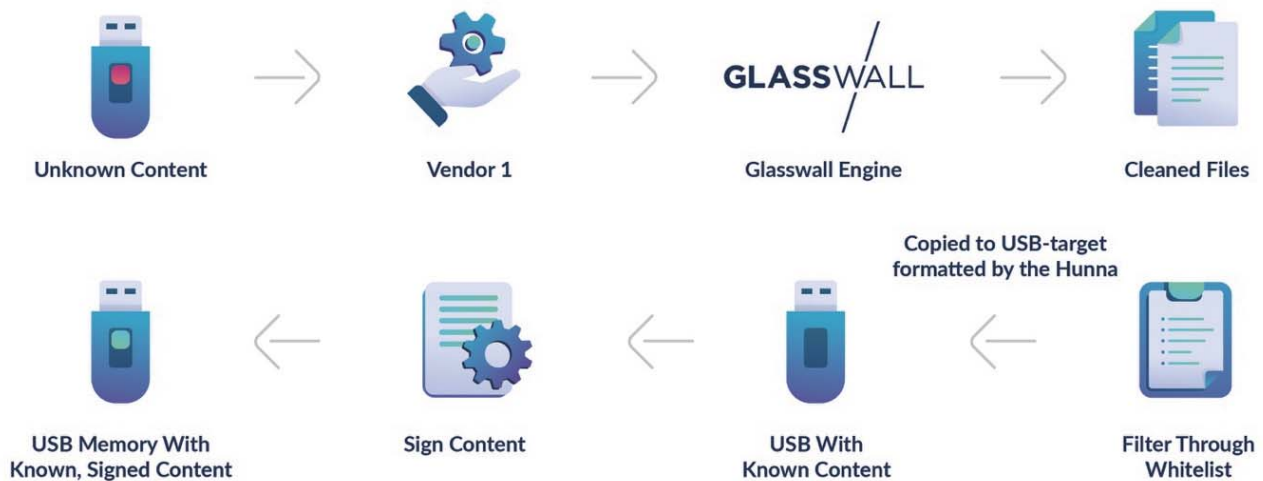 GLASSWALL
Unknown Content
Vendor 1
Glasswall Engine
Cleaned Files
Copied to USB-target
formatted by the Hunna
USB Memory With
Known, Signed Content
Sign Content
USB With
Known Content
Filter Through
Whitelist